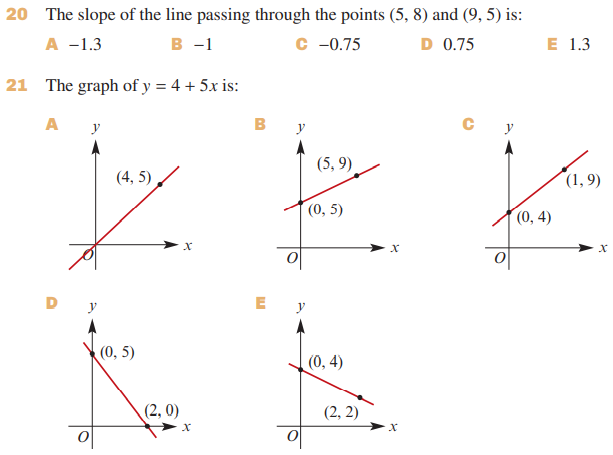 20 The slope of the line passing through the points (5, 8) and (9, 5) is:
A −1.3 B −1 C −0.75 D 0.75 E 1.3
21 The graph of y = 4 + 5x is:
A y B y C y
(4, 5) (5, 9) (1, 9)
(0, 5) (0, 4)
O x O x O x
D y E y
(0, 5) (0, 4)
(2, 0) (2, 2)
O x O x